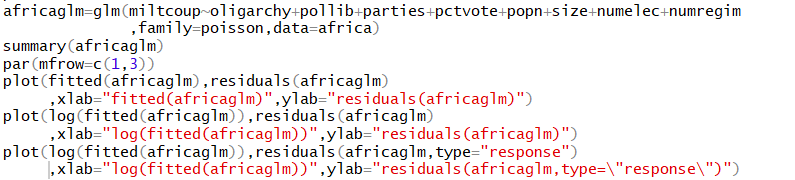 africaglm=glm(miltcoup~oligarchy+pollib+parties+pctvote+popn+size+numelec+numregim
,family=poisson,data=africa)
summary(africaglm)
par(mfrow=c(1,3))
plot(fitted(africaglm),residuals(africaglm)
,xlab="fitted(africaglm)",ylab="residuals(africaglm)")
plot(log(fitted(africaglm)),residuals(africaglm)
,xlab="log(fitted(africaglm))",ylab="residuals(africaglm)")
plot(log(fitted(africaglm)),residuals(africaglm,type="response")
,xlab="log(fitted(africaglm))",ylab="residuals(africaglm,type=\"response\")")